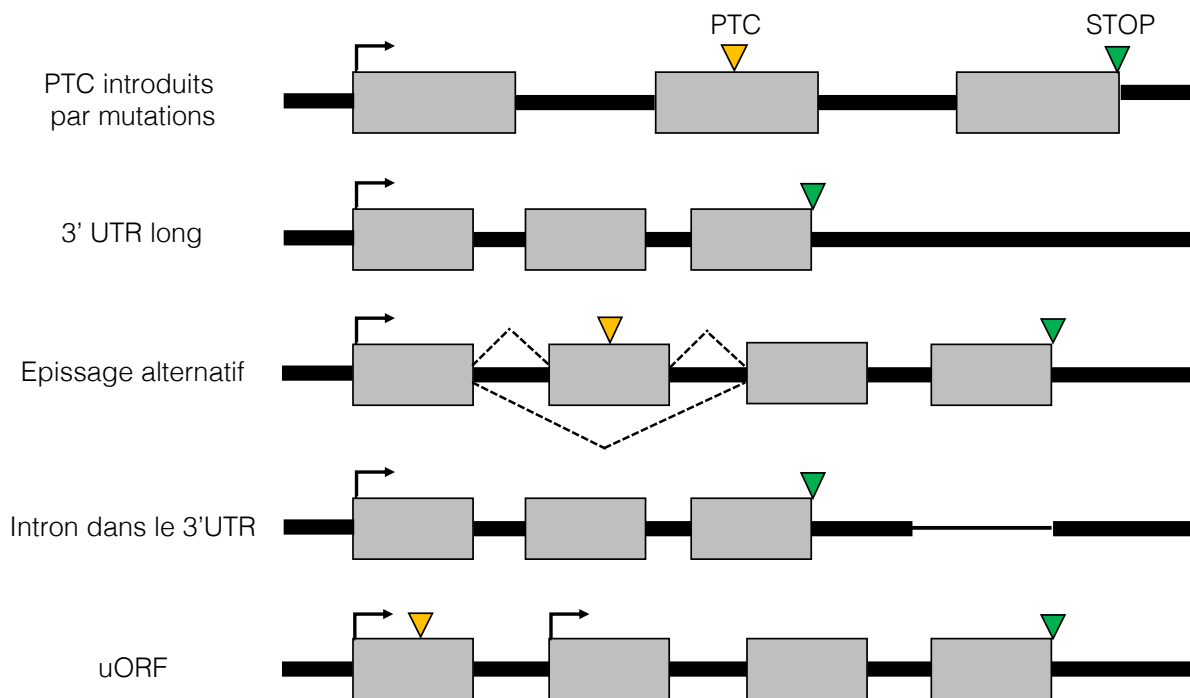 PTC
STOP
PTC introduits
par mutations
3' UTR long
Epissage alternatif
Intron dans le 3'UTR
uORF